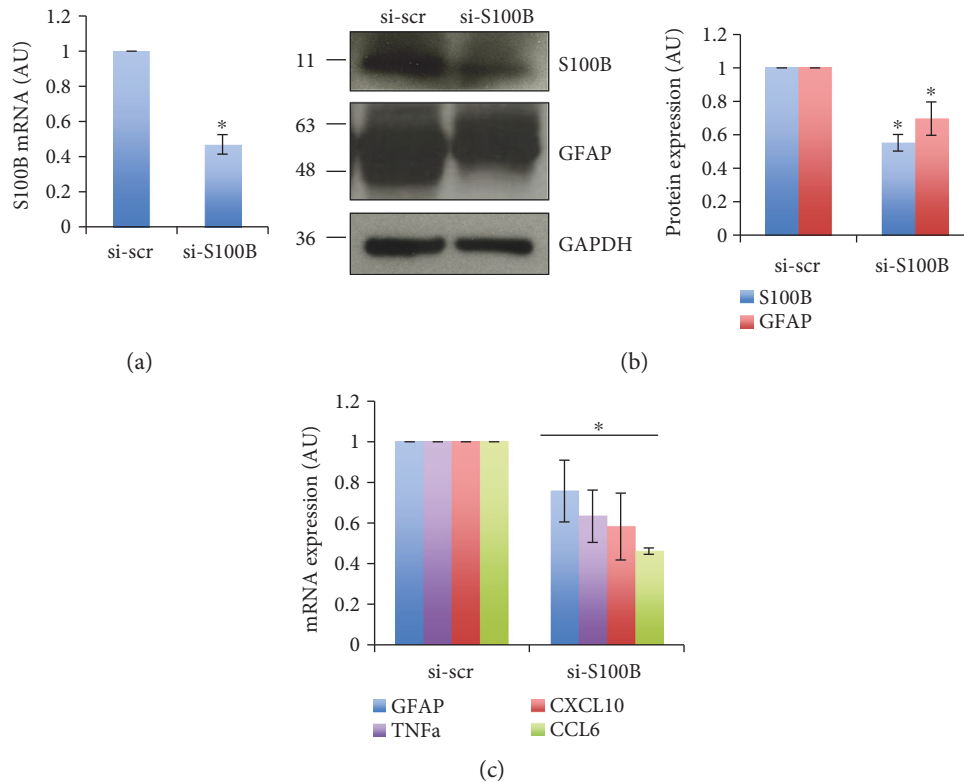 S100B mRNA (AU)
1.2
1
0.8
0.6
0.4
0.2
0
*
si-scr
si-S100B
(a)
si-scr
si-S100B
11
S100B
63
48
GFAP
36
GAPDH
Protein expression (AU)
1.2
1
0.8
0.6
0.4
0.2
0
*
*
si-scr
si-S100B
S100B
GFAP
(b)
mRNA expression (AU)
1.2
1
0.8
0.6
0.4
0.2
0
*
si-scr
si-S100B
GFAP
CXCL10
TNFa
CCL6
(c)